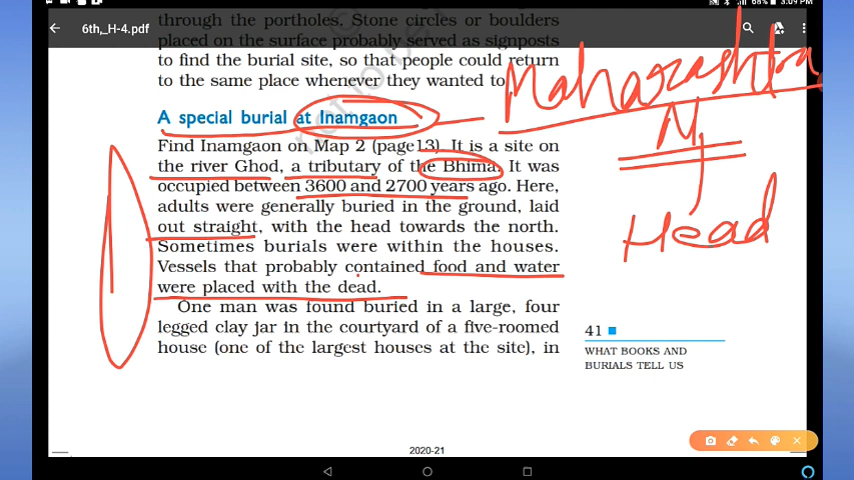 68% 3:09 PM
6th,_H-4.pdf
through the portholes. Stone circles or boulders
placed on the surface probably served as signposts
to find the burial site, so that people could return
to the same place whenever they wanted to.
Maharashtra
A special burial at Inamgaon
N
Find Inamgaon on Map 2 (page13). It is a site on
the river Ghod, a tributary of the Bhima. It was
occupied between 3600 and 2700 years ago. Here,
adults were generally buried in the ground, laid
out straight, with the head towards the north.
Head
Sometimes burials were within the houses.
Vessels that probably contained food and water
were placed with the dead.
One man was found buried in a large, four
legged clay jar in the courtyard of a five-roomed
house (one of the largest houses at the site), in
41
WHAT BOOKS AND
BURIALS TELL US
2020-21